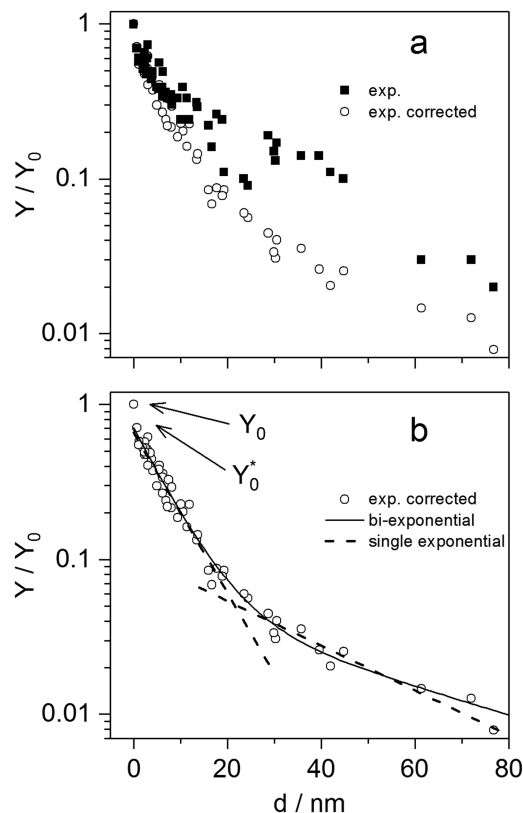 a
1
exp.
exp. corrected
0.1
Y / Y0
0.01
b
1
Y0
Y0*
exp. corrected
bi-exponential
single exponential
0.1
Y / Y0
0.01
0 20 40 60 80
d / nm